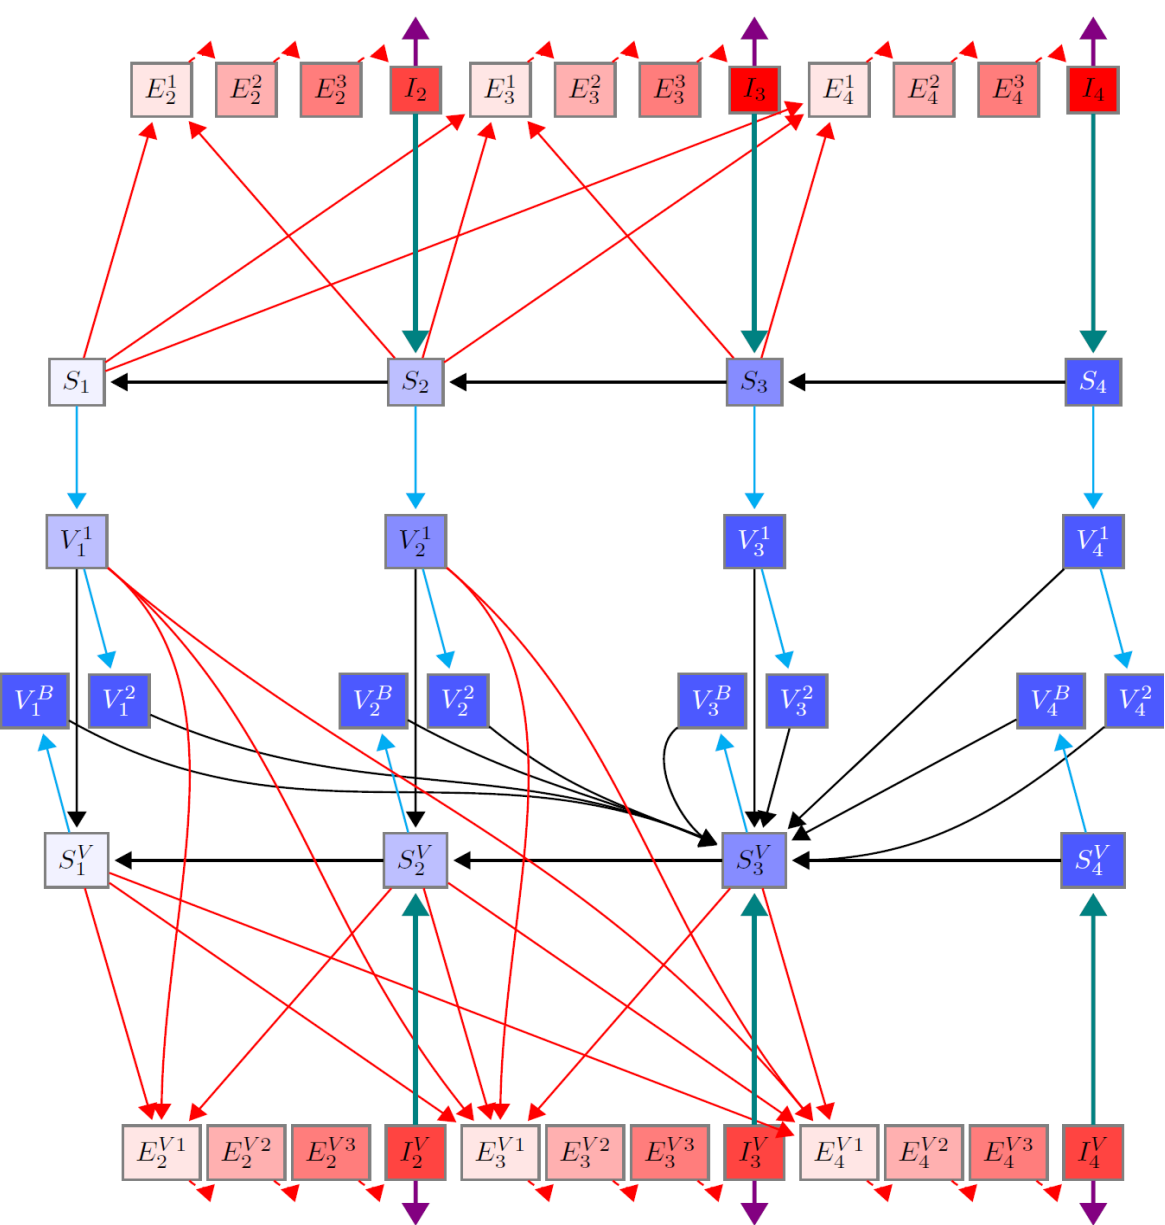 E_2^1 E_2^2 E_2^3 I_2 E_3^1 E_3^2 E_3^3 I_3 E_4^1 E_4^2 E_4^3 I_4
S_1 S_2 S_3 S_4
V_1^1 V_2^1 V_3^1 V_4^1
V_1^B V_1^2 V_2^B V_2^2 V_3^B V_3^2 V_4^B V_4^2
S_1^V S_2^V S_3^V S_4^V
E_2^{V1} E_2^{V2} E_2^{V3} I_2^V E_3^{V1} E_3^{V2} E_3^{V3} I_3^V E_4^{V1} E_4^{V2} E_4^{V3} I_4^V